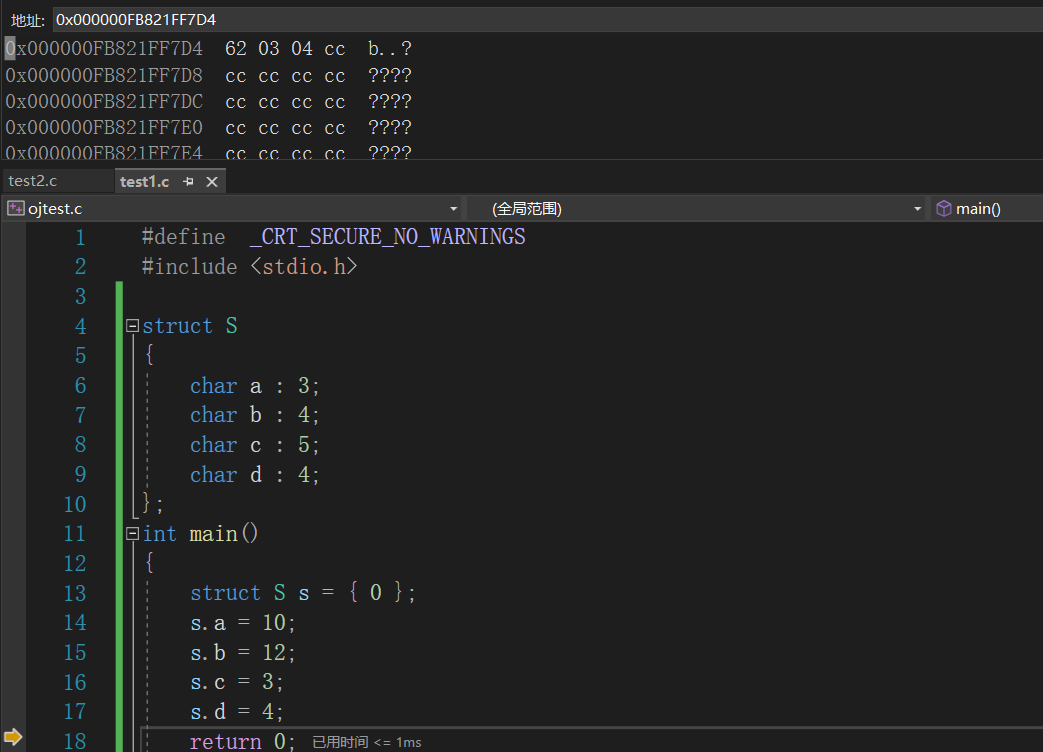 地址: 0x000000FB821FF7D4
0x000000FB821FF7D4 62 03 04 cc b..?
0x000000FB821FF7D8 cc cc cc cc ????
0x000000FB821FF7DC cc cc cc cc ????
0x000000FB821FF7E0 cc cc cc cc ????
0x000000FB821FF7E4 cc cc cc cc ????
test2.c test1.c
ojtest.c (全局范围) main()
1 #define _CRT_SECURE_NO_WARNINGS
2 #include <stdio.h>
3
4 struct S
5 {
6 char a : 3;
7 char b : 4;
8 char c : 5;
9 char d : 4;
10 };
11 int main()
12 {
13 struct S s = { 0 };
14 s.a = 10;
15 s.b = 12;
16 s.c = 3;
17 s.d = 4;
18 return 0; 已用时间 <= 1ms